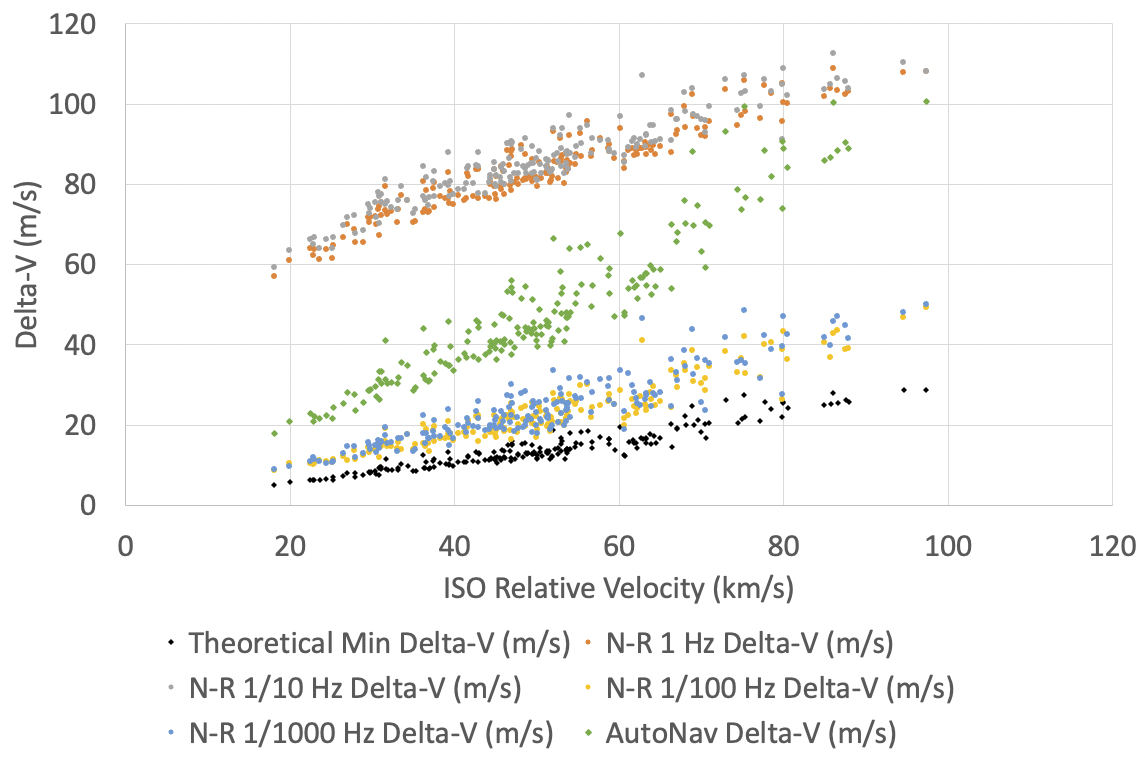 120
100
80
60
40
20
0
Delta-V (m/s)
0 20 40 60 80 100 120
ISO Relative Velocity (km/s)
Theoretical Min Delta-V (m/s) N-R 1 Hz Delta-V (m/s)
N-R 1/10 Hz Delta-V (m/s) N-R 1/100 Hz Delta-V (m/s)
N-R 1/1000 Hz Delta-V (m/s) AutoNav Delta-V (m/s)